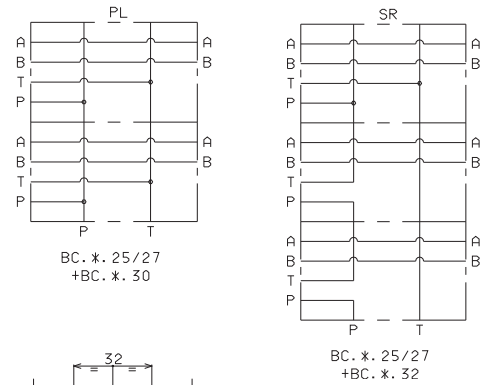 PL
A A
B B
T
P
A A
B B
T
P
P T
BC.*.25/27
+BC.*.30
SR
A A
B B
T
P
A A
B B
T
P
A A
B B
T
P
P T
BC.*.25/27
+BC.*.32
32
= =